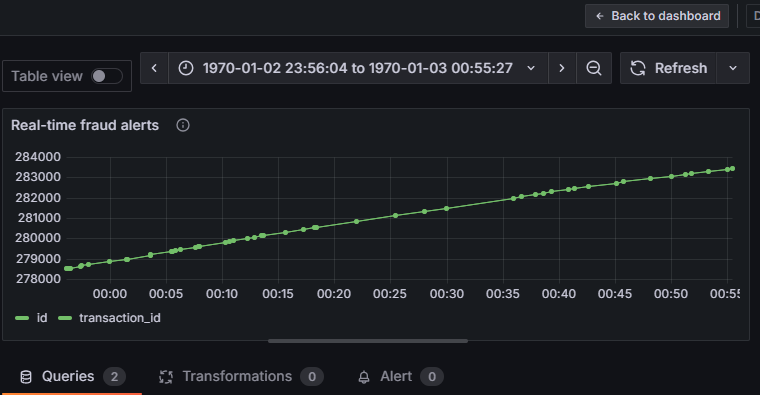 ← Back to dashboard
Table view
1970-01-02 23:56:04 to 1970-01-03 00:55:27
Refresh
Real-time fraud alerts
284000
283000
282000
281000
280000
279000
278000
00:00 00:05 00:10 00:15 00:20 00:25 00:30 00:35 00:40 00:45 00:50 00:55
id transaction_id
Queries 2 Transformations 0 Alert 0